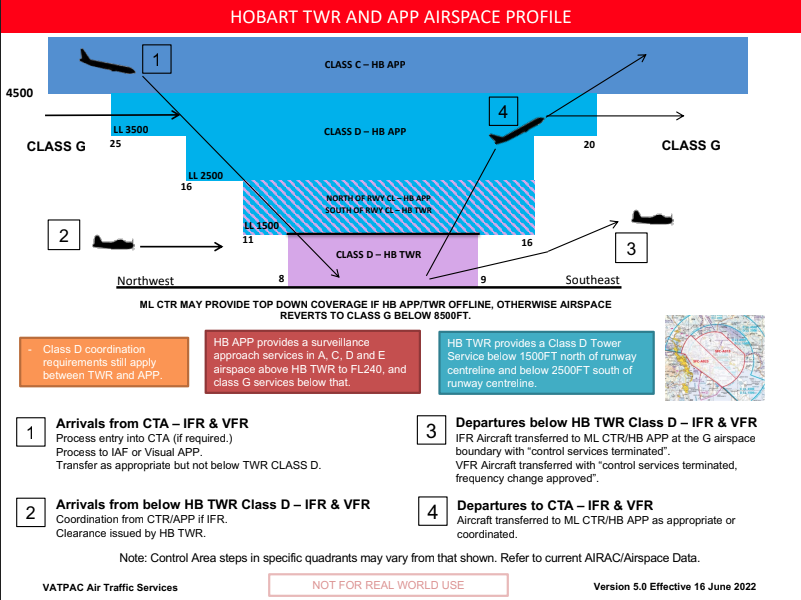 HOBART TWR AND APP AIRSPACE PROFILE
1
CLASS C – HB APP
4500
4
LL 3500
CLASS D – HB APP
CLASS G
25
20
CLASS G
LL 2500
16
NORTH OF RWY CL – HB APP
SOUTH OF RWY CL – HB TWR
LL 1500
2
11
16
3
CLASS D – HB TWR
Northwest
8
9
Southeast
ML CTR MAY PROVIDE TOP DOWN COVERAGE IF HB APP/TWR OFFLINE, OTHERWISE AIRSPACE
REVERTS TO CLASS G BELOW 8500FT.
- Class D coordination
requirements still apply
between TWR and APP.
HB APP provides a surveillance
approach services in A, C, D and E
airspace above HB TWR to FL240, and
class G services below that.
HB TWR provides a Class D Tower
Service below 1500FT north of runway
centreline and below 2500FT south of
runway centreline.
1
Arrivals from CTA – IFR & VFR
Process entry into CTA (if required.)
Process to IAF or Visual APP.
Transfer as appropriate but not below TWR CLASS D.
2
Arrivals from below HB TWR Class D – IFR & VFR
Coordination from CTR/APP if IFR.
Clearance issued by HB TWR.
3
Departures below HB TWR Class D – IFR & VFR
IFR Aircraft transferred to ML CTR/HB APP at the G airspace
boundary with “control services terminated”.
VFR Aircraft transferred with “control services terminated,
frequency change approved”.
4
Departures to CTA – IFR & VFR
Aircraft transferred to ML CTR/HB APP as appropriate or
coordinated.
Note: Control Area steps in specific quadrants may vary from that shown. Refer to current AIRAC/Airspace Data.
VATPAC Air Traffic Services
NOT FOR REAL WORLD USE
Version 5.0 Effective 16 June 2022